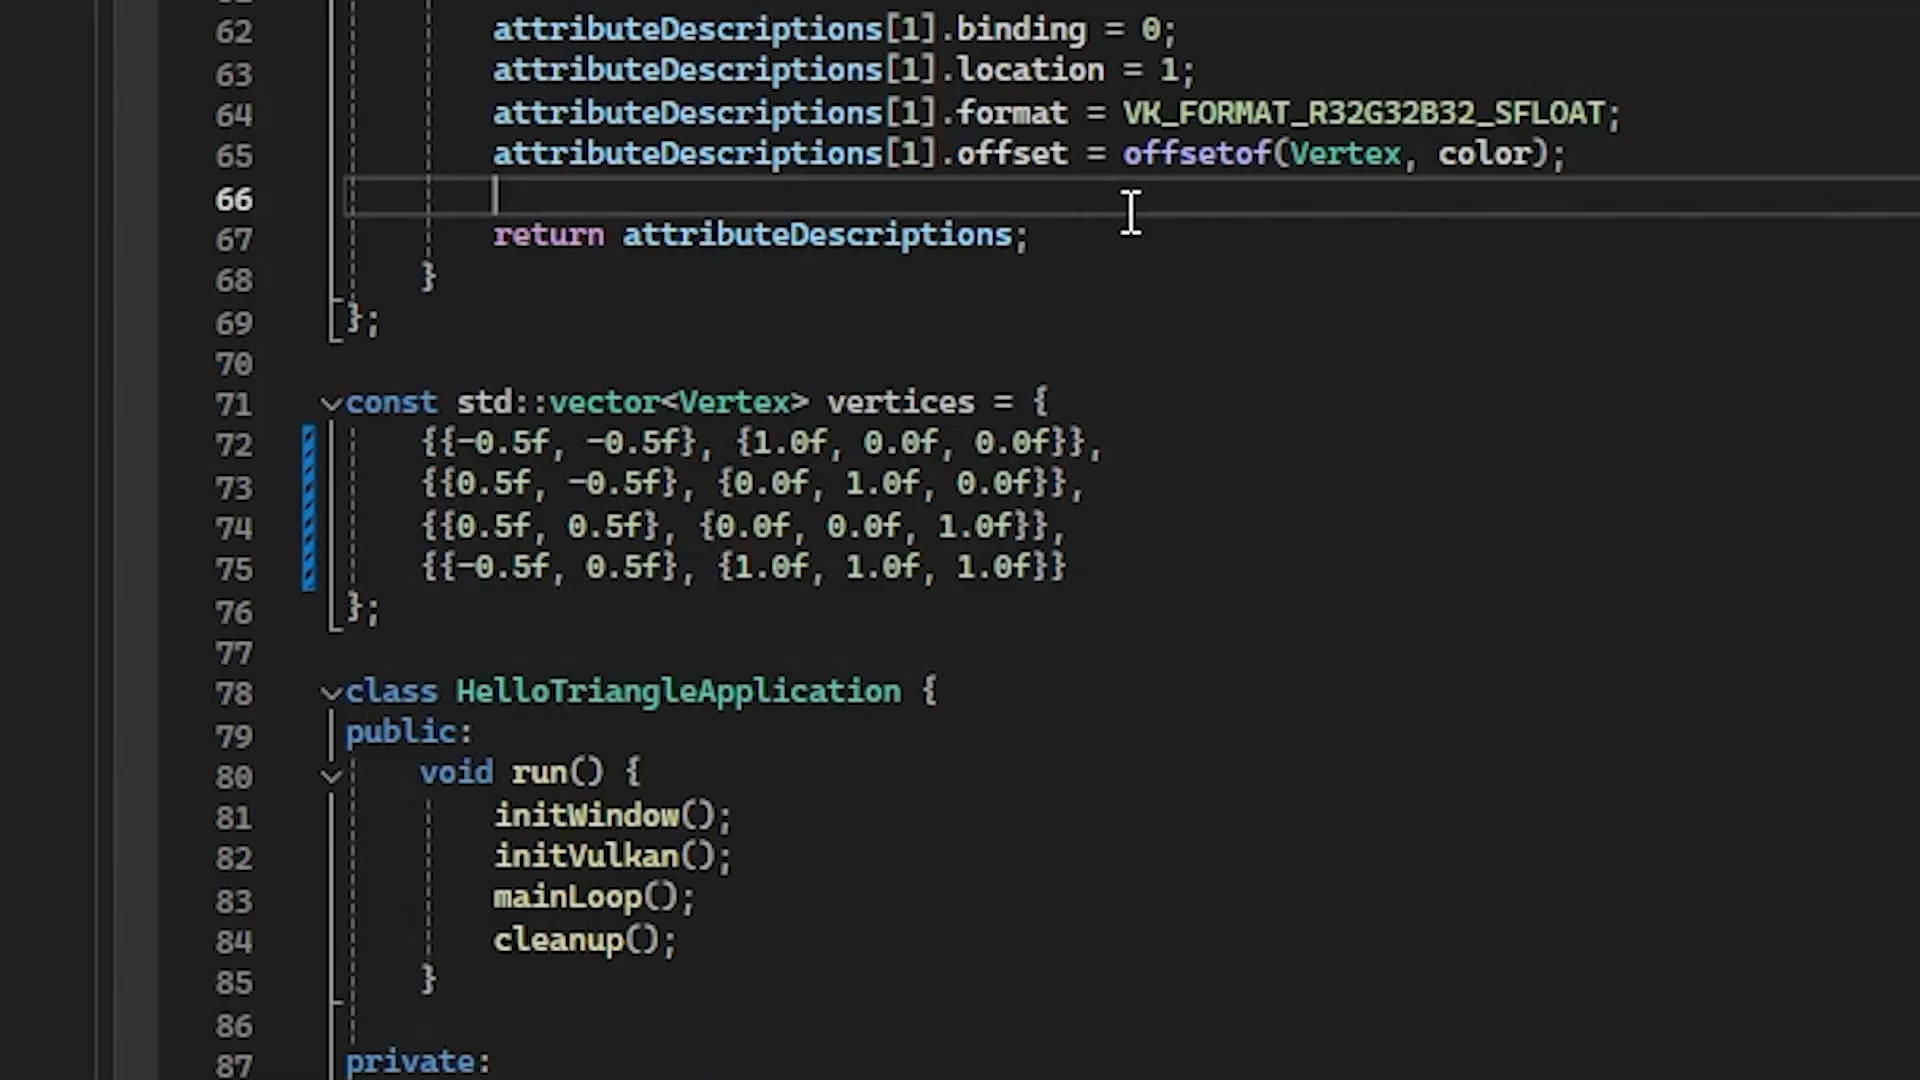 62 attributeDescriptions[1].binding = 0;
63 attributeDescriptions[1].location = 1;
64 attributeDescriptions[1].format = VK_FORMAT_R32G32B32_SFLOAT;
65 attributeDescriptions[1].offset = offsetof(Vertex, color);
66
67 return attributeDescriptions;
68 }
69 };
70
71 const std::vector<Vertex> vertices = {
72 {{-0.5f, -0.5f}, {1.0f, 0.0f, 0.0f}},
73 {{0.5f, -0.5f}, {0.0f, 1.0f, 0.0f}},
74 {{0.5f, 0.5f}, {0.0f, 0.0f, 1.0f}},
75 {{-0.5f, 0.5f}, {1.0f, 1.0f, 1.0f}}
76 };
77
78 class HelloTriangleApplication {
79 public:
80 void run() {
81 initWindow();
82 initVulkan();
83 mainLoop();
84 cleanup();
85 }
86
87 private: